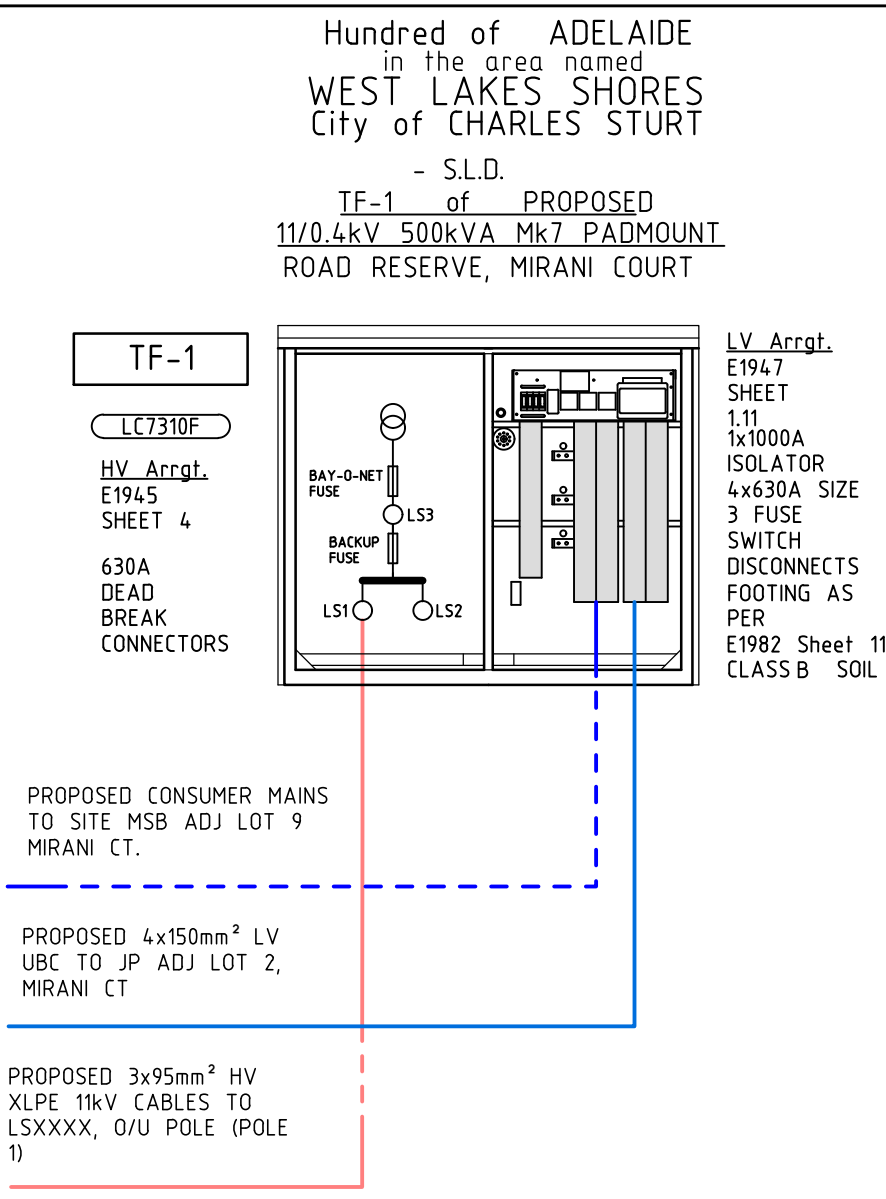 Hundred of ADELAIDE
in the area named
WEST LAKES SHORES
City of CHARLES STURT
- S.L.D.
TF-1 of PROPOSED
11/0.4kV 500kVA Mk7 PADMOUNT
ROAD RESERVE, MIRANI COURT
TF-1
LC7310F
HV Arrgt.
E1945
SHEET 4
630A
DEAD
BREAK
CONNECTORS
BAY-O-NET
FUSE
LS3
BACKUP
FUSE
LS1
LS2
LV Arrgt.
E1947
SHEET
1.11
1x1000A
ISOLATOR
4x630A SIZE
3 FUSE
SWITCH
DISCONNECTS
FOOTING AS
PER
E1982 Sheet 11
CLASS B SOIL
PROPOSED CONSUMER MAINS
TO SITE MSB ADJ LOT 9
MIRANI CT.
PROPOSED 4x150mm² LV
UBC TO JP ADJ LOT 2,
MIRANI CT
PROPOSED 3x95mm² HV
XLPE 11kV CABLES TO
LSXXXX, O/U POLE (POLE
1)